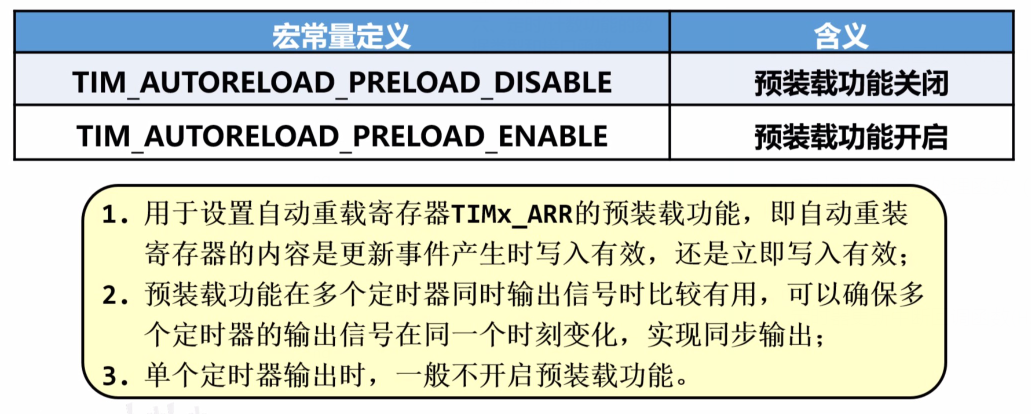 宏常量定义 含义
TIM_AUTORELOAD_PRELOAD_DISABLE 预装载功能关闭
TIM_AUTORELOAD_PRELOAD_ENABLE 预装载功能开启
1. 用于设置自动重载寄存器TIMx_ARR的预装载功能，即自动重装
寄存器的内容是更新事件产生时写入有效，还是立即写入有效；
2. 预装载功能在多个定时器同时输出信号时比较有用，可以确保多
个定时器的输出信号在同一个时刻变化，实现同步输出；
3. 单个定时器输出时，一般不开启预装载功能。